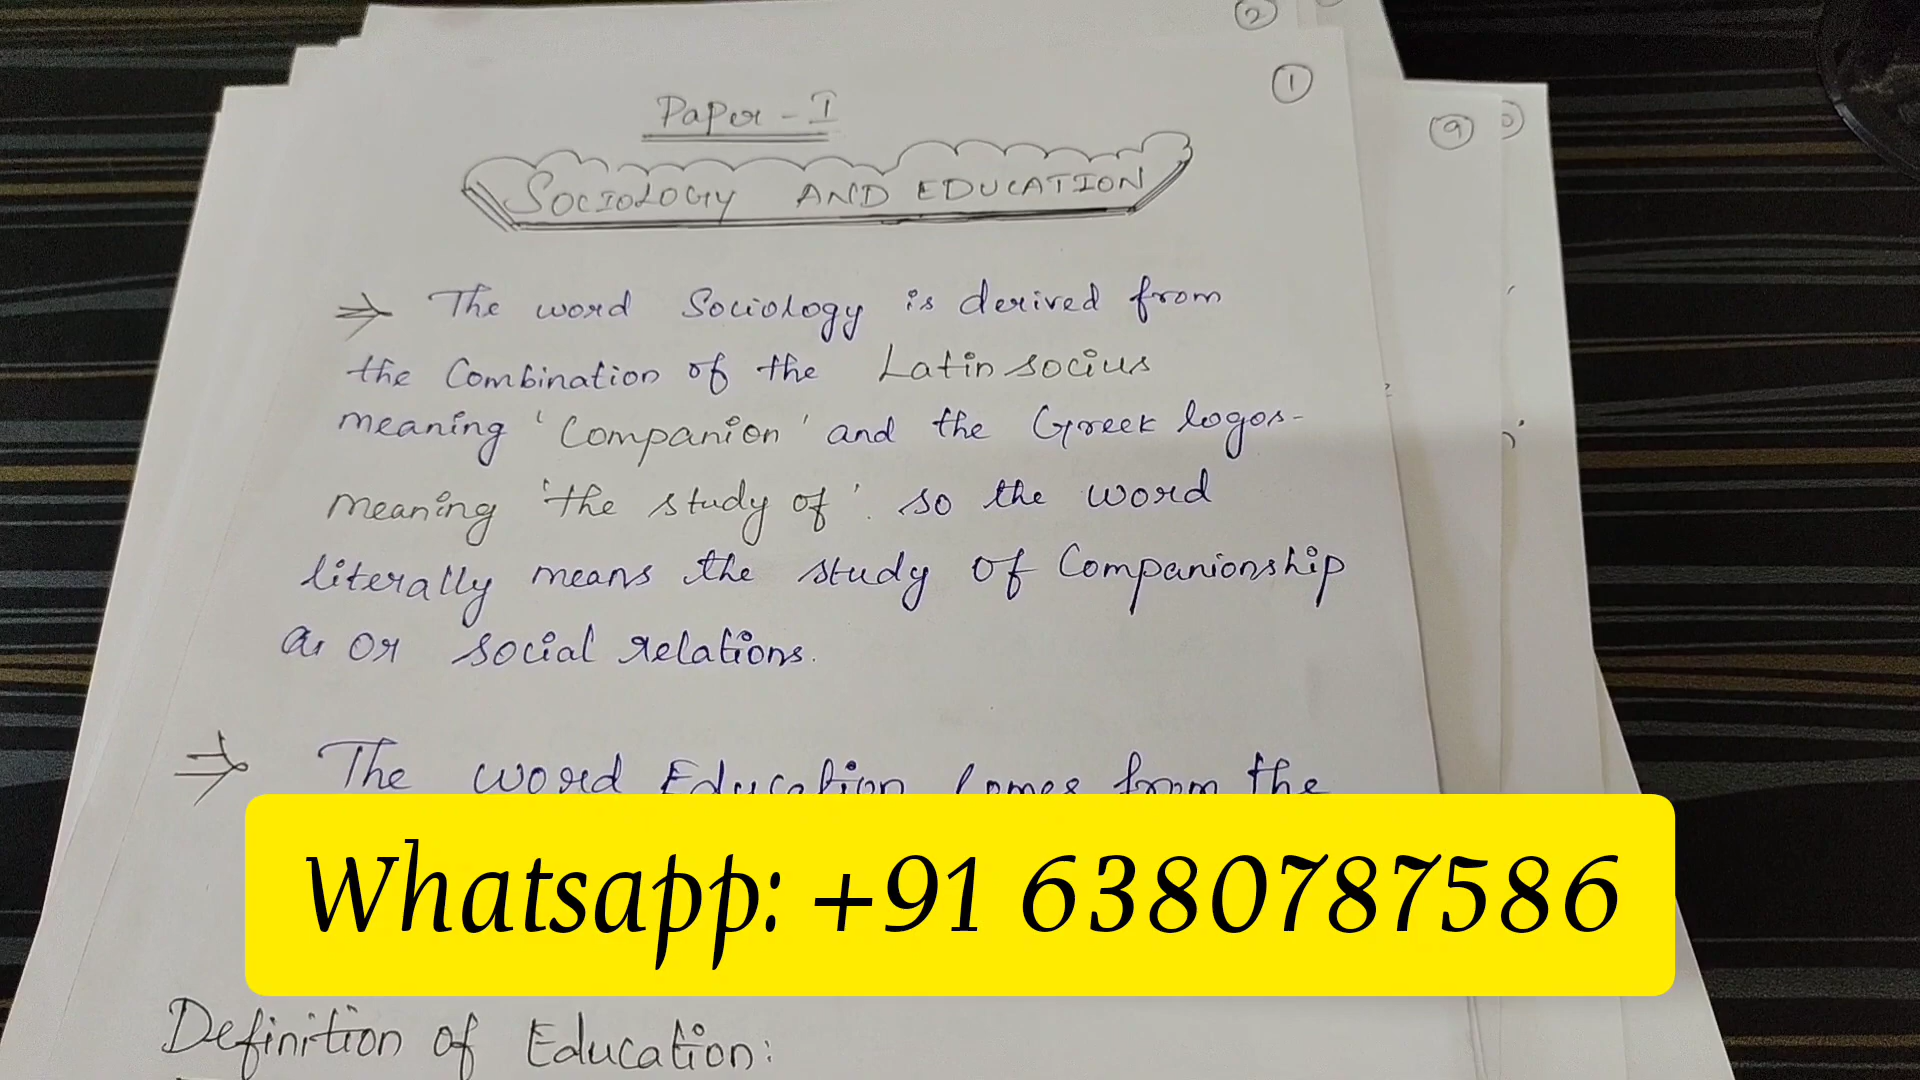 ②
①
⑨
Paper - I
SOCIOLOGY AND EDUCATION
⇒ The word Sociology is derived from
the Combination of the Latin socius
meaning 'Companion' and the Greek logos-
meaning 'the study of'. so the word
literally means the study of Companionship
or social relations.
⇒ The word Education Comes from the
Whatsapp: +91 6380787586
Definition of Education: